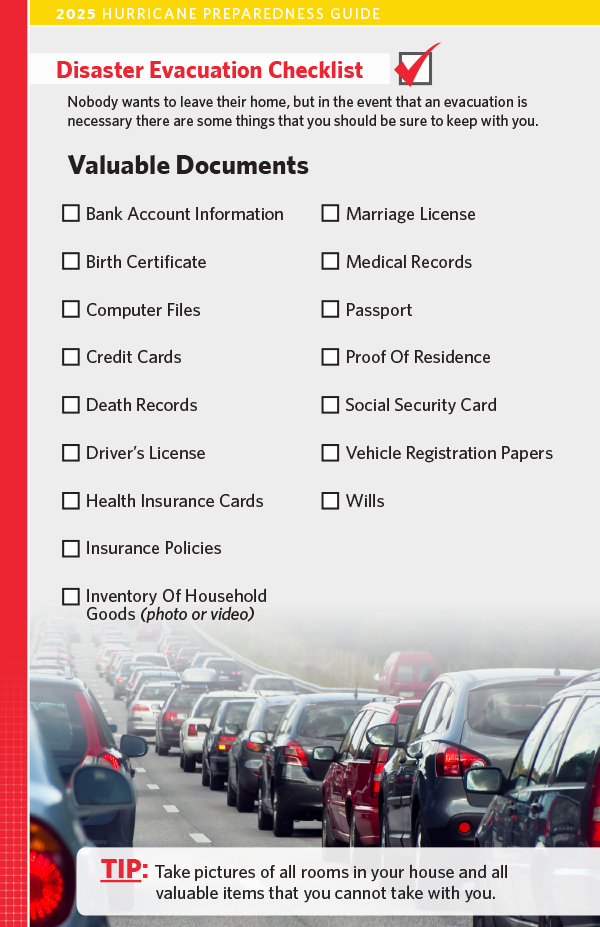 2025 HURRICANE PREPAREDNESS GUIDE
Disaster Evacuation Checklist
Nobody wants to leave their home, but in the event that an evacuation is
necessary there are some things that you should be sure to keep with you.
Valuable Documents
Bank Account Information
Birth Certificate
Computer Files
Credit Cards
Death Records
Driver’s License
Health Insurance Cards
Insurance Policies
Inventory Of Household
Goods (photo or video)
Marriage License
Medical Records
Passport
Proof Of Residence
Social Security Card
Vehicle Registration Papers
Wills
TIP: Take pictures of all rooms in your house and all
valuable items that you cannot take with you.